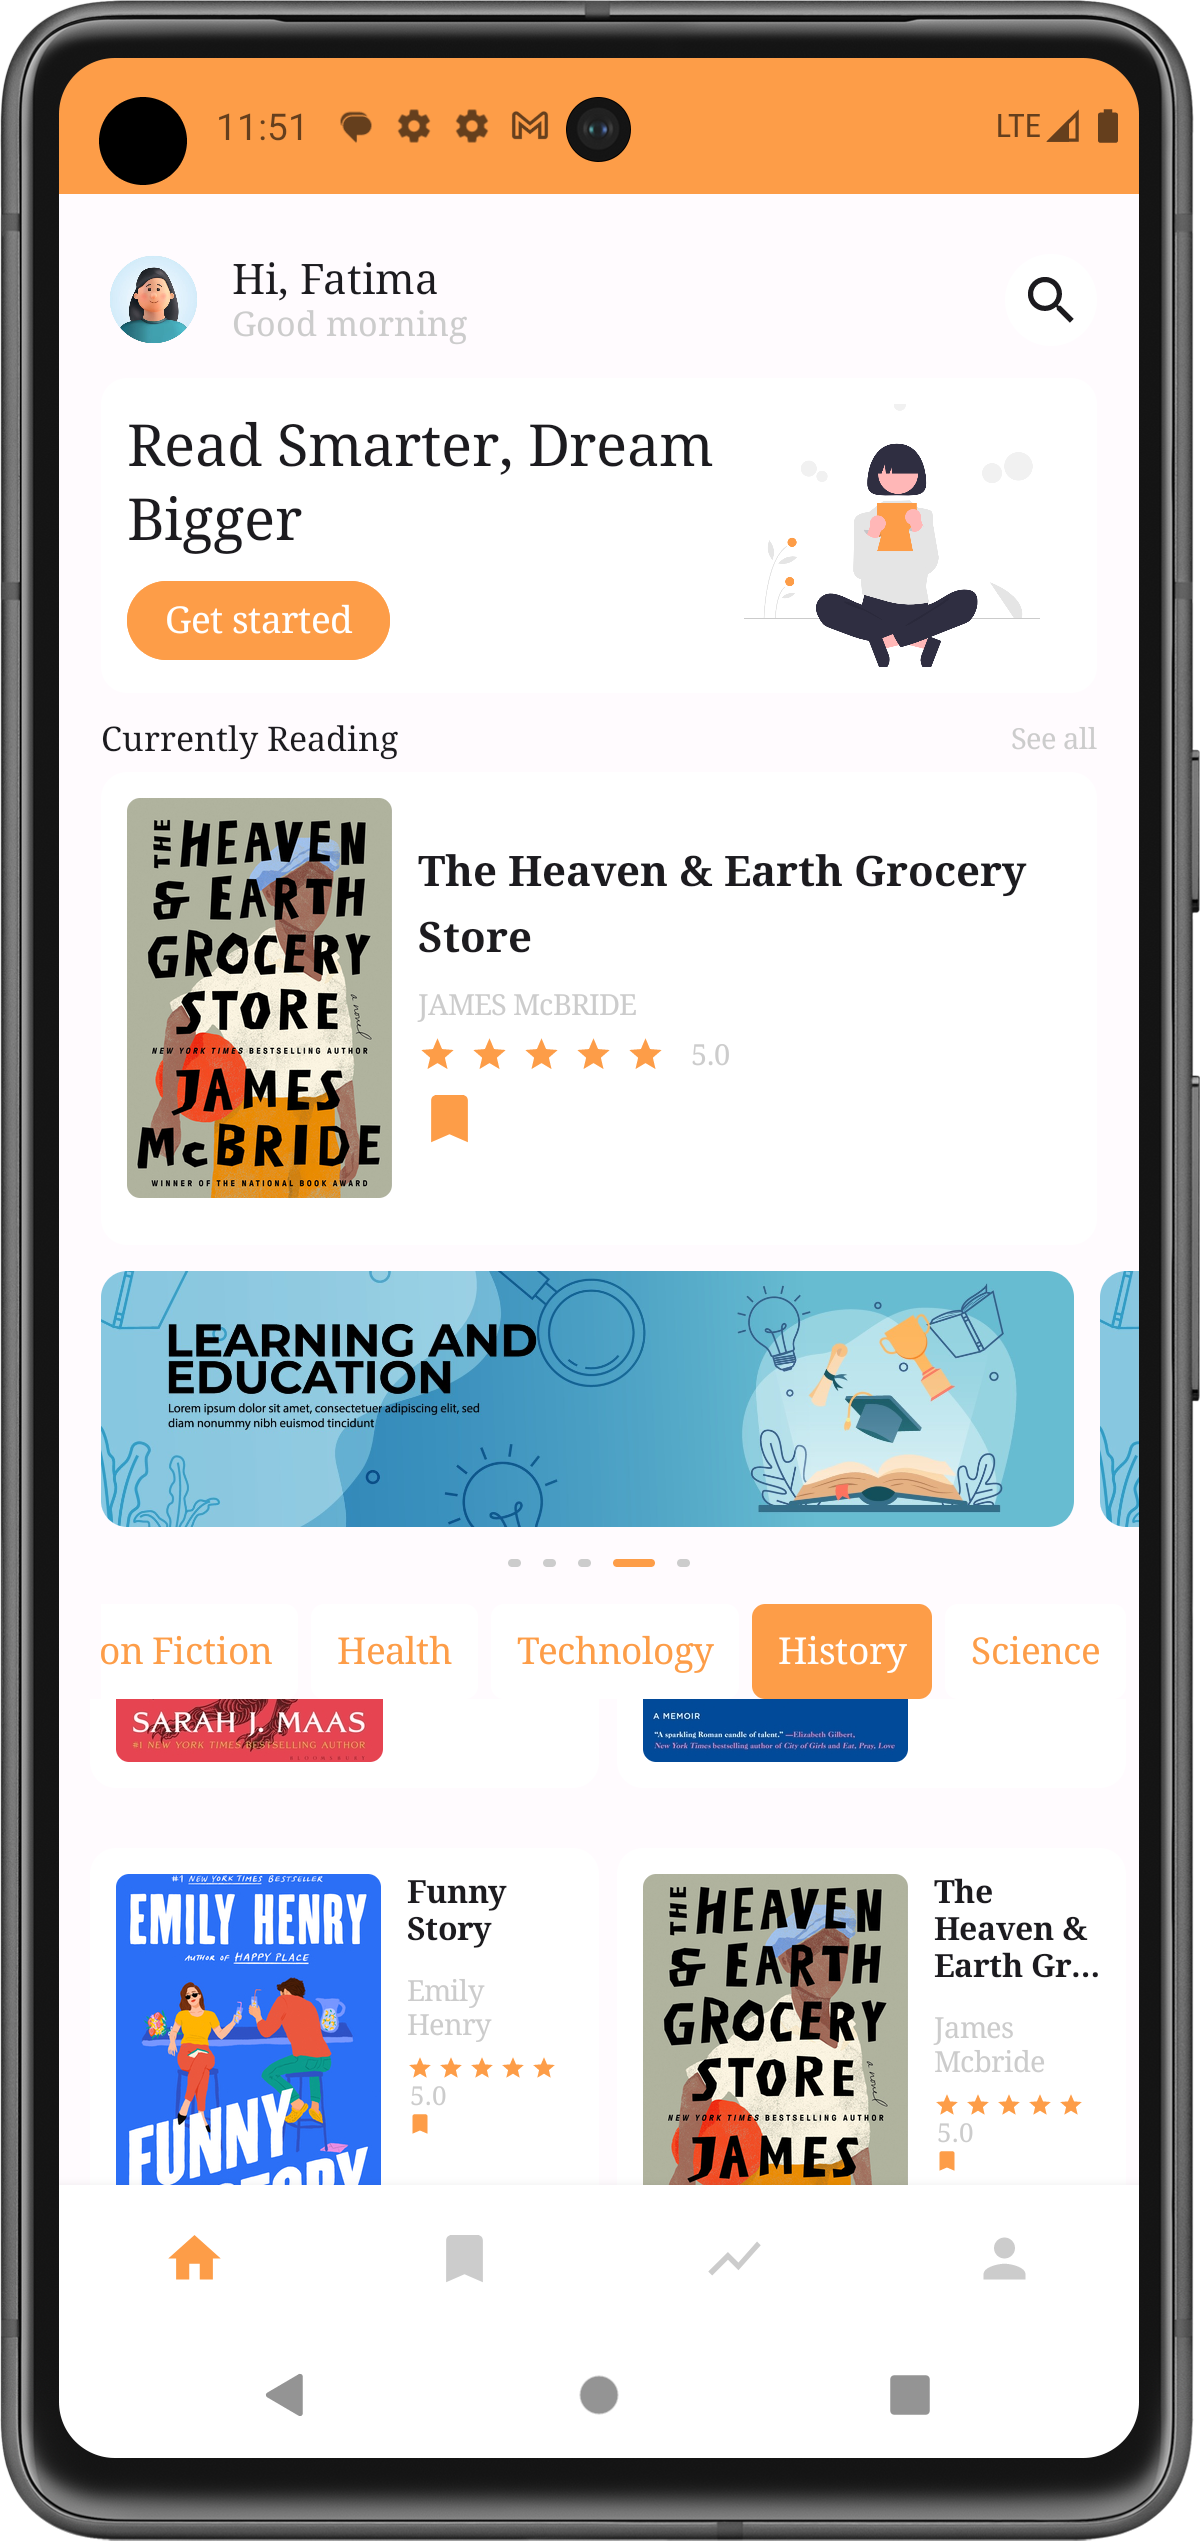 11:51
LTE
Hi, Fatima
Good morning
Read Smarter, Dream
Bigger
Get started
Currently Reading
See all
THE HEAVEN
& EARTH
GROCERY
STORE
a novel
NEW YORK TIMES BESTSELLING AUTHOR
JAMES
McBRIDE
WINNER OF THE NATIONAL BOOK AWARD
The Heaven & Earth Grocery
Store
JAMES McBRIDE
5.0
LEARNING AND
EDUCATION
Lorem ipsum dolor sit amet, consectetuer adipiscing elit, sed
diam nonummy nibh euismod tincidunt
on Fiction
Health
Technology
History
Science
SARAH J. MAAS
#1 NEW YORK TIMES BESTSELLING AUTHOR
BLOOMSBURY
A MEMOIR
“A sparkling Roman candle of talent.” —Elizabeth Gilbert,
New York Times bestselling author of City of Girls and Eat, Pray, Love
#1 NEW YORK TIMES BESTSELLER
EMILY HENRY
AUTHOR OF HAPPY PLACE
FUNNY
STORY
Funny
Story
Emily
Henry
5.0
THE HEAVEN
& EARTH
GROCERY
STORE
a novel
NEW YORK TIMES BESTSELLING AUTHOR
JAMES
The
Heaven &
Earth Gr...
James
Mcbride
5.0